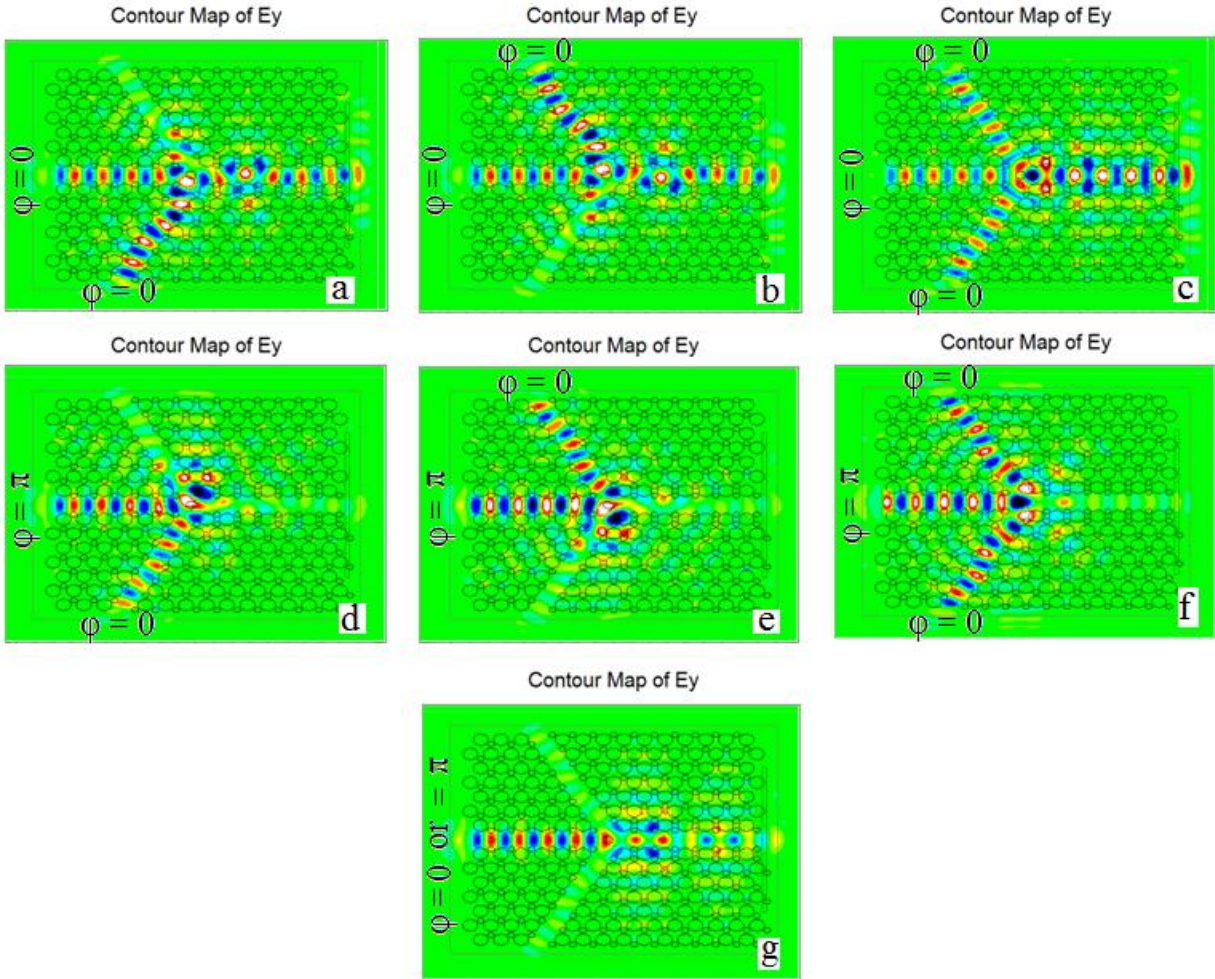 Contour Map of Ey
Contour Map of Ey
Contour Map of Ey
φ = 0
φ = 0
a
φ = 0
φ = 0
b
φ = 0
φ = 0
φ = 0
c
Contour Map of Ey
Contour Map of Ey
Contour Map of Ey
φ = π
φ = 0
d
φ = 0
φ = π
e
φ = 0
φ = π
φ = 0
f
Contour Map of Ey
φ = 0 or = π
g